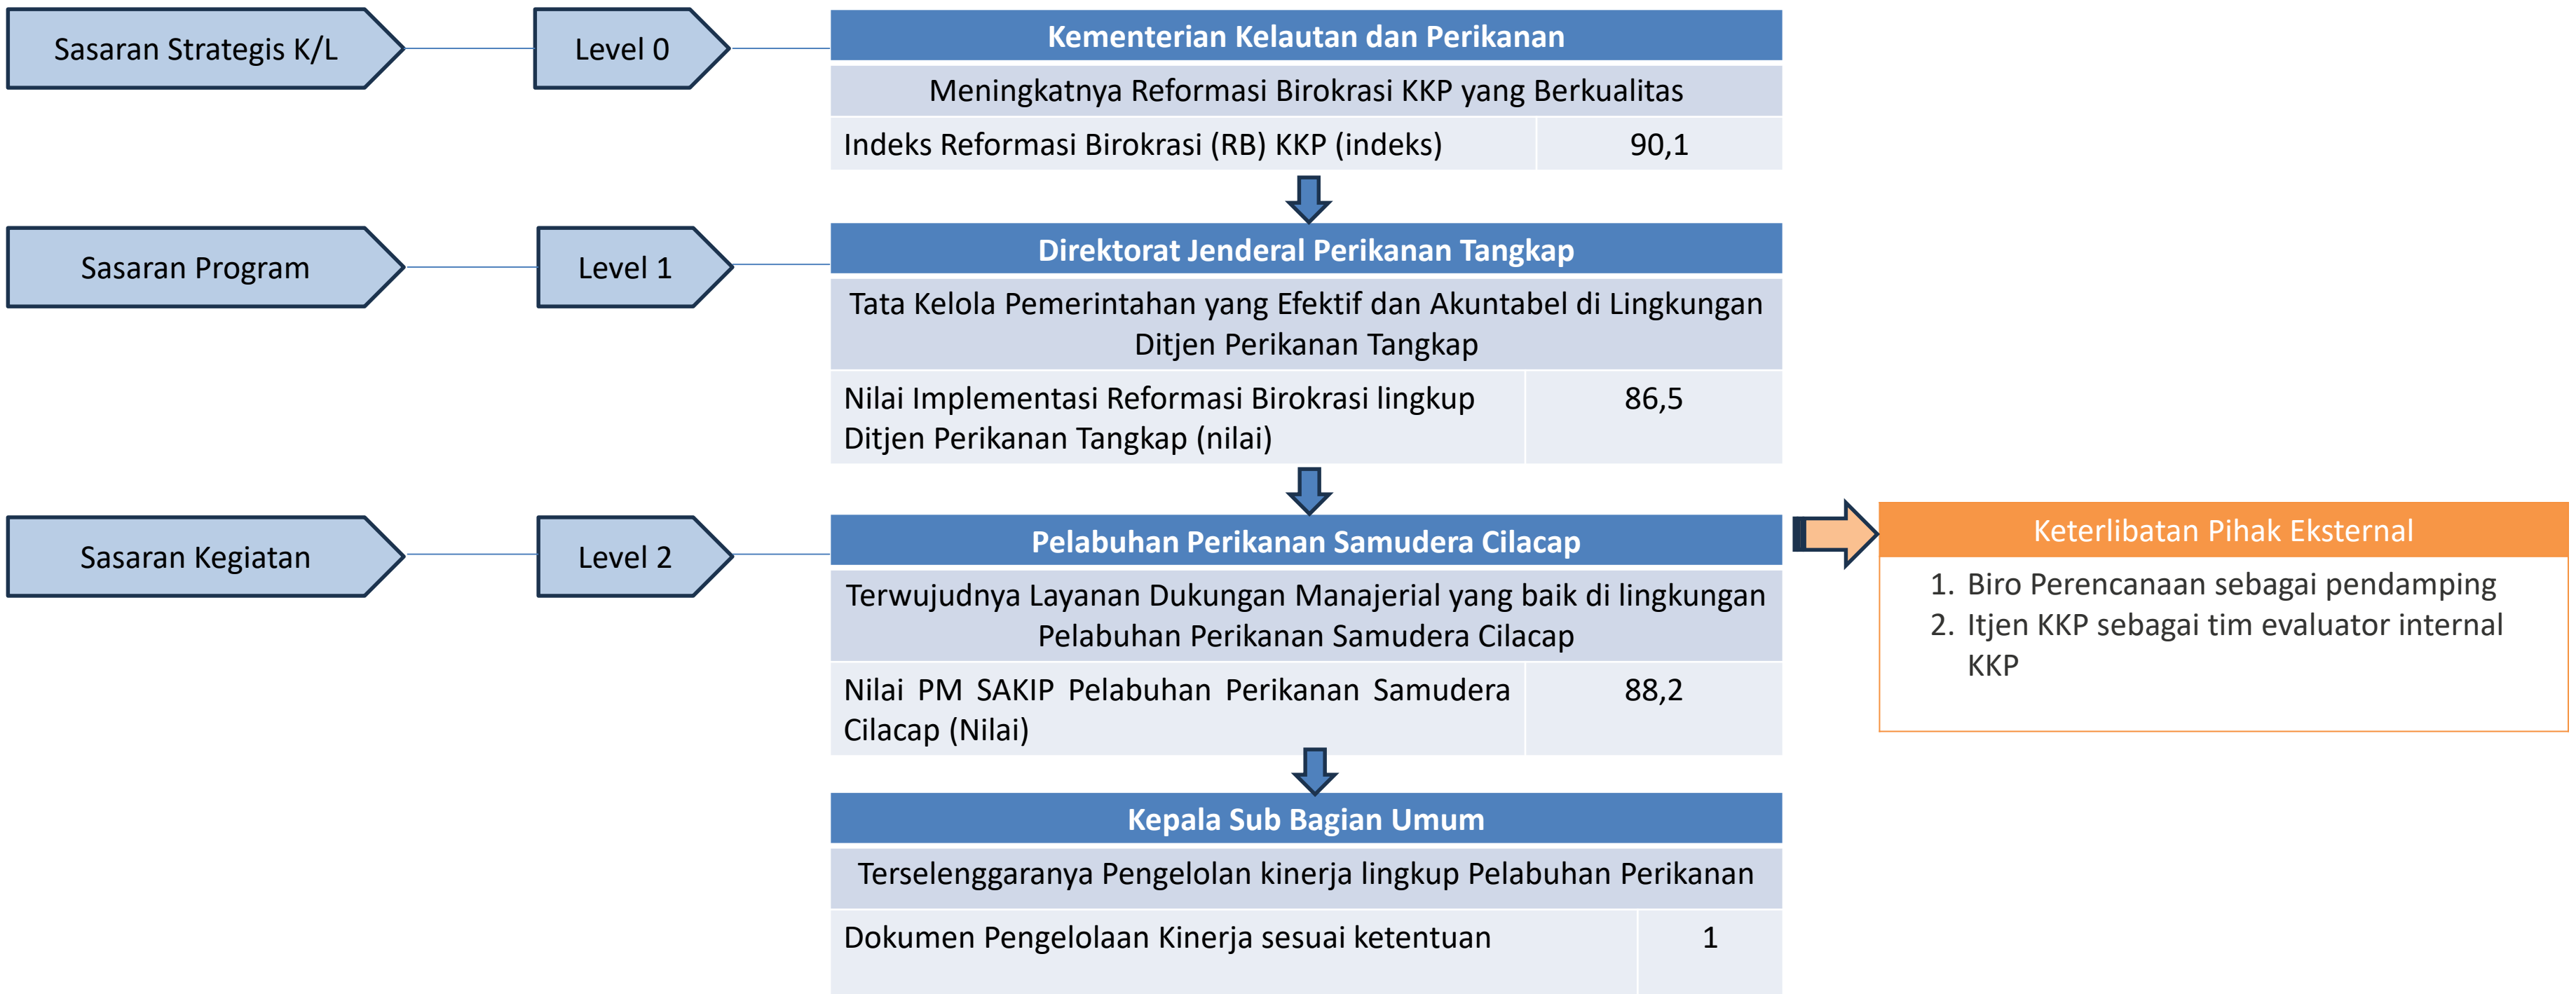 Sasaran Strategis K/L
Level 0
Kementerian Kelautan dan Perikanan
Meningkatnya Reformasi Birokrasi KKP yang Berkualitas
Indeks Reformasi Birokrasi (RB) KKP (indeks)
90,1
Sasaran Program
Level 1
Direktorat Jenderal Perikanan Tangkap
Tata Kelola Pemerintahan yang Efektif dan Akuntabel di Lingkungan
Ditjen Perikanan Tangkap
Nilai Implementasi Reformasi Birokrasi lingkup
Ditjen Perikanan Tangkap (nilai)
86,5
Sasaran Kegiatan
Level 2
Pelabuhan Perikanan Samudera Cilacap
Terwujudnya Layanan Dukungan Manajerial yang baik di lingkungan
Pelabuhan Perikanan Samudera Cilacap
Nilai PM SAKIP Pelabuhan Perikanan Samudera
Cilacap (Nilai)
88,2
Keterlibatan Pihak Eksternal
1. Biro Perencanaan sebagai pendamping
2. Itjen KKP sebagai tim evaluator internal
KKP
Kepala Sub Bagian Umum
Terselenggaranya Pengelolan kinerja lingkup Pelabuhan Perikanan
Dokumen Pengelolaan Kinerja sesuai ketentuan
1